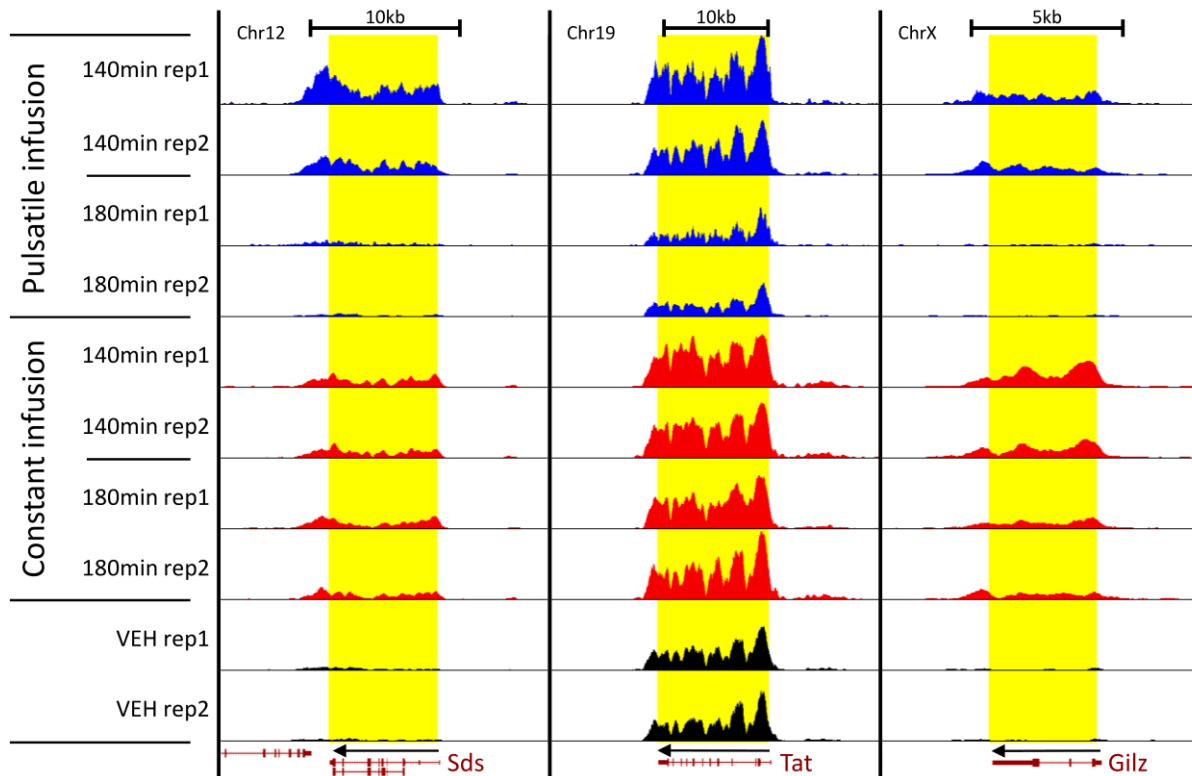 10kb
10kb
5kb
Chr12
Chr19
ChrX
Pulsatile infusion
140min rep1
140min rep2
180min rep1
180min rep2
Constant infusion
140min rep1
140min rep2
180min rep1
180min rep2
VEH rep1
VEH rep2
Sds
Tat
Gilz